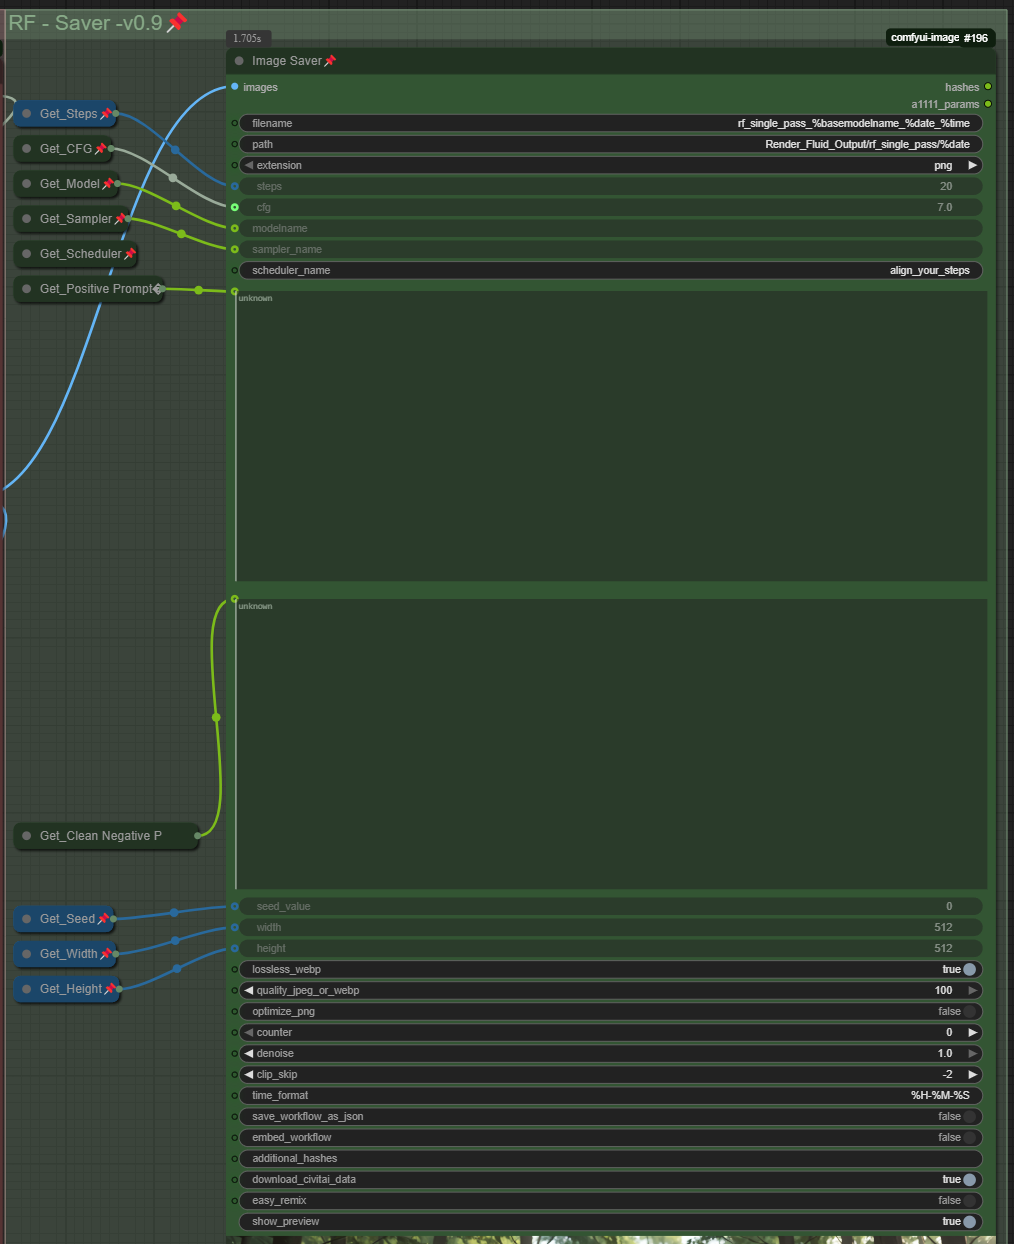 RF - Saver -v0.9
1.705s
comfyui-image #196
Image Saver
images
hashes
a1111_params
Get_Steps
filename
rf_single_pass_%basemodelname_%date_%time
Get_CFG
path
Render_Fluid_Output/rf_single_pass/%date
extension
png
Get_Model
steps
20
cfg
7.0
Get_Sampler
modelname
sampler_name
Get_Scheduler
scheduler_name
align_your_steps
Get_Positive Prompt
unknown
unknown
Get_Clean Negative P
seed_value
0
Get_Seed
width
512
Get_Width
height
512
lossless_webp
true
Get_Height
quality_jpeg_or_webp
100
optimize_png
false
counter
0
denoise
1.0
clip_skip
-2
time_format
%H-%M-%S
save_workflow_as_json
false
embed_workflow
false
additional_hashes
download_civitai_data
true
easy_remix
false
show_preview
true